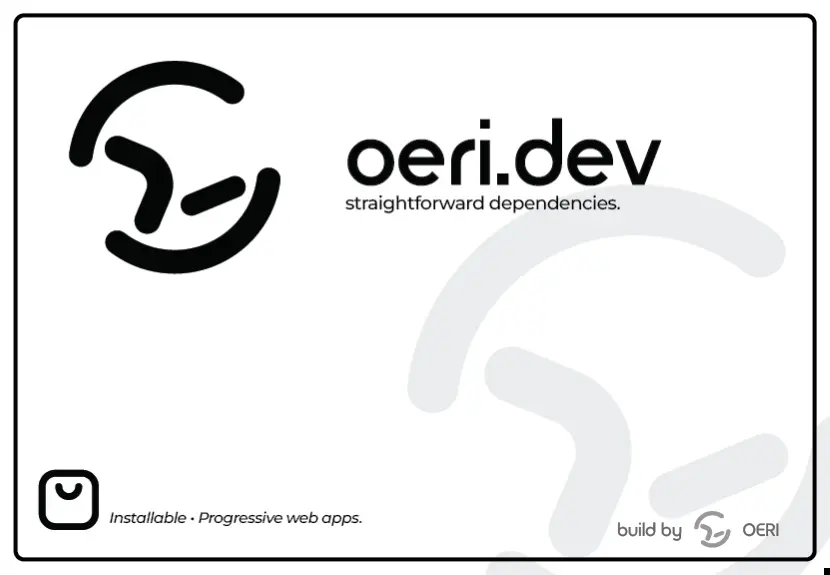 oeri.dev
straightforward dependencies.
Installable • Progressive web apps.
build by OERI